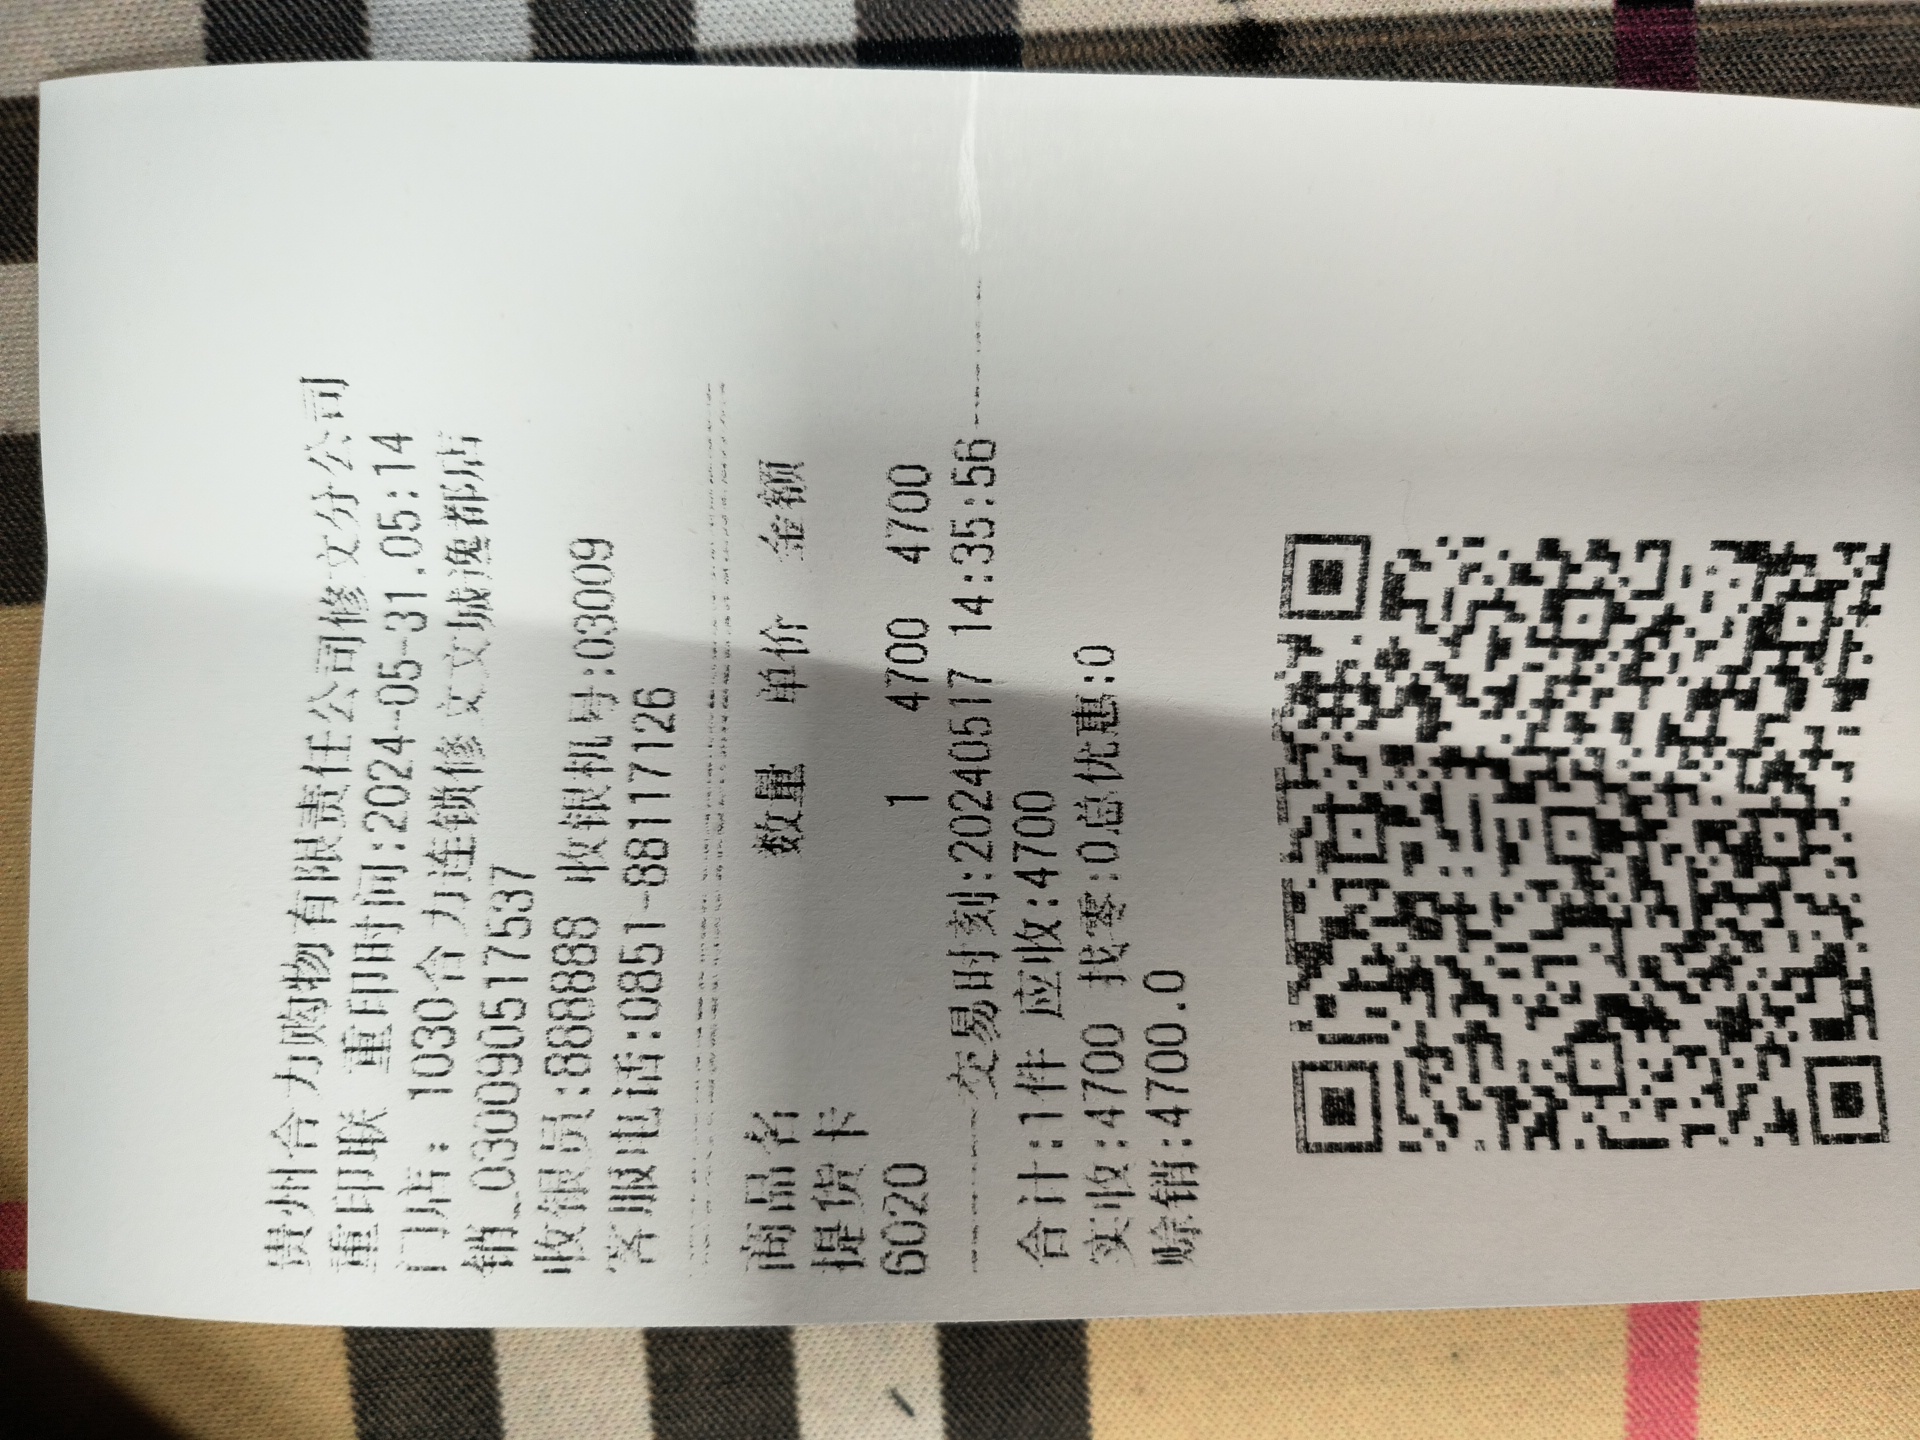 贵州合力购物有限责任公司修文分公司
重印联 重印时间:2024-05-31.05:14
门店: 1030合力连锁修文文城逸都店
销_030090517537
收银员:88888 收银机号:03009
客服电话:0851-88117126
商品名 数量 单价 金额
提货卡
6020 1 4700 4700
交易时刻:20240517 14:35:56
合计:1件 应收:4700
实收:4700 找零:0总优惠:0
赊销:4700.0